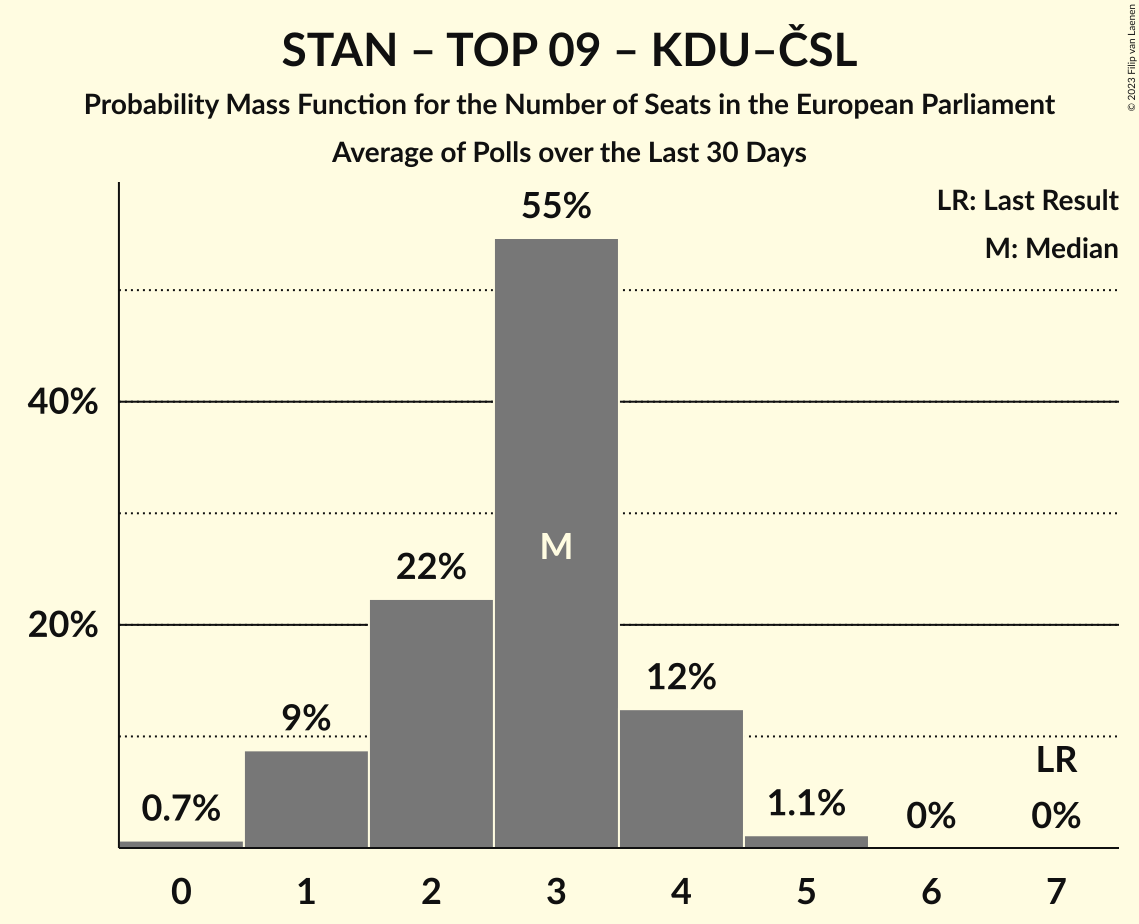 STAN – TOP 09 – KDU–ČSL
Probability Mass Function for the Number of Seats in the European Parliament
Average of Polls over the Last 30 Days
© 2023 Filip van Laenen
LR: Last Result
M: Median
55%
40%
M
22%
20%
12%
9%
LR
0.7%
1.1%
0%
0%
0 1 2 3 4 5 6 7